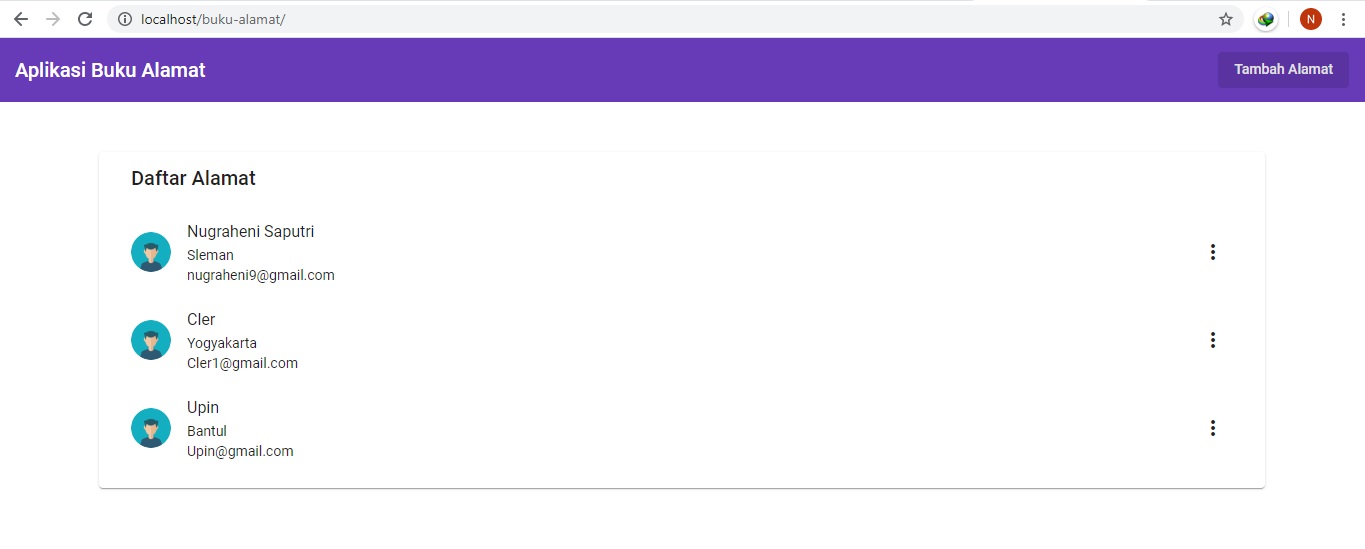 localhost/buku-alamat/
N
Aplikasi Buku Alamat
Tambah Alamat
Daftar Alamat
Nugraheni Saputri
Sleman
nugraheni9@gmail.com
Cler
Yogyakarta
Cler1@gmail.com
Upin
Bantul
Upin@gmail.com